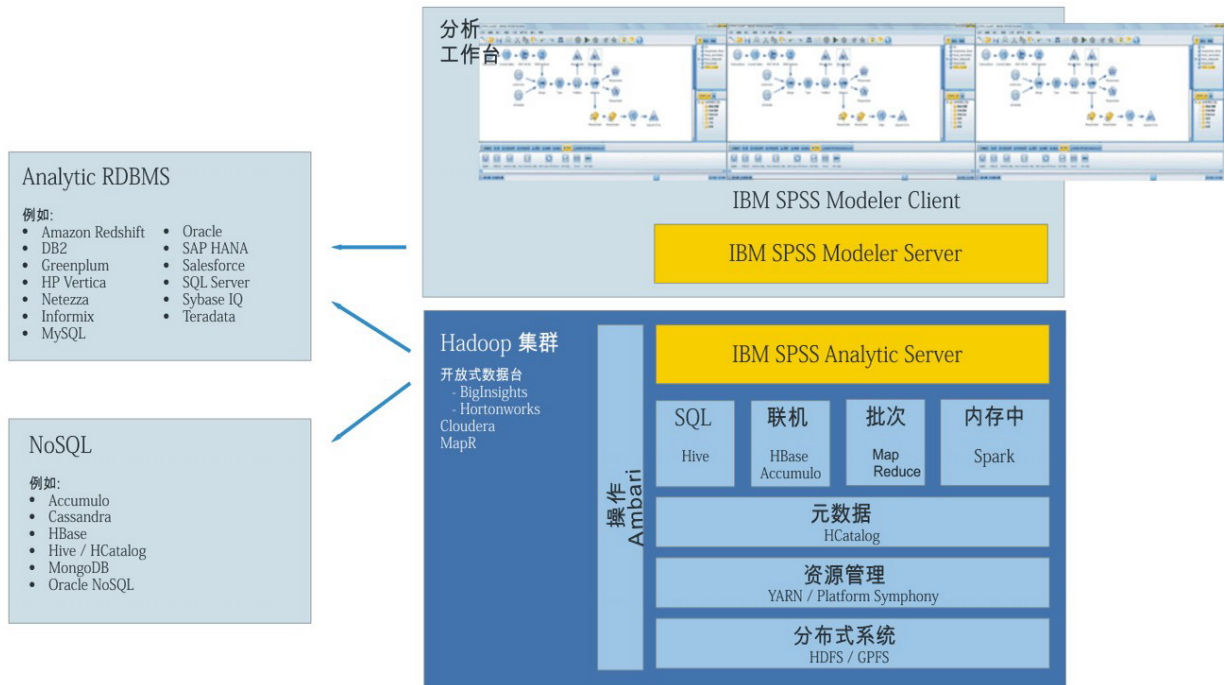 分析
工作台
IBM SPSS Modeler Client
IBM SPSS Modeler Server
Analytic RDBMS
例如:
• Amazon Redshift
• DB2
• Greenplum
• HP Vertica
• Netezza
• Informix
• MySQL
• Oracle
• SAP HANA
• Salesforce
• SQL Server
• Sybase IQ
• Teradata
NoSQL
例如:
• Accumulo
• Cassandra
• HBase
• Hive / HCatalog
• MongoDB
• Oracle NoSQL
Hadoop 集群
开放式数据台
- BigInsights
- Hortonworks
Cloudera
MapR
操作
Ambari
IBM SPSS Analytic Server
SQL
Hive
联机
HBase
Accumulo
批次
Map
Reduce
内存中
Spark
元数据
HCatalog
资源管理
YARN / Platform Symphony
分布式系统
HDFS / GPFS